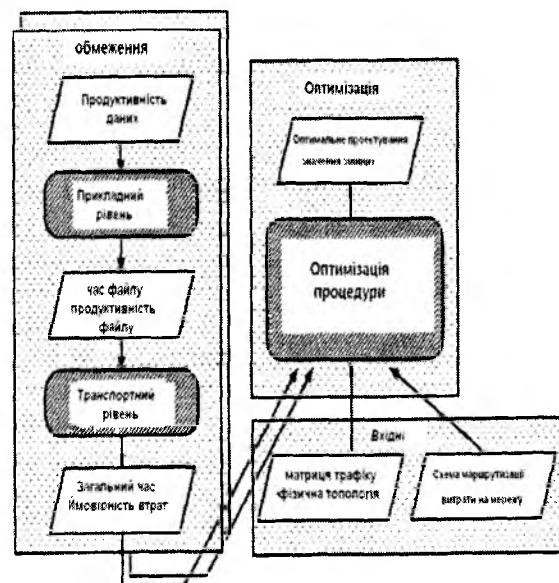 обмеження
Продуктивність
даних
Прикладний
рівень
час файлу
продуктивність
файлу
Транспортний
рівень
Загальний час
Ймовірність втрат
Оптимізація
Оптимальне проектування
значення змінних
Оптимізація
процедури
Вхідні
матриця трафіку
фізична топологія
Схема маршрутизації
витрати на мережу